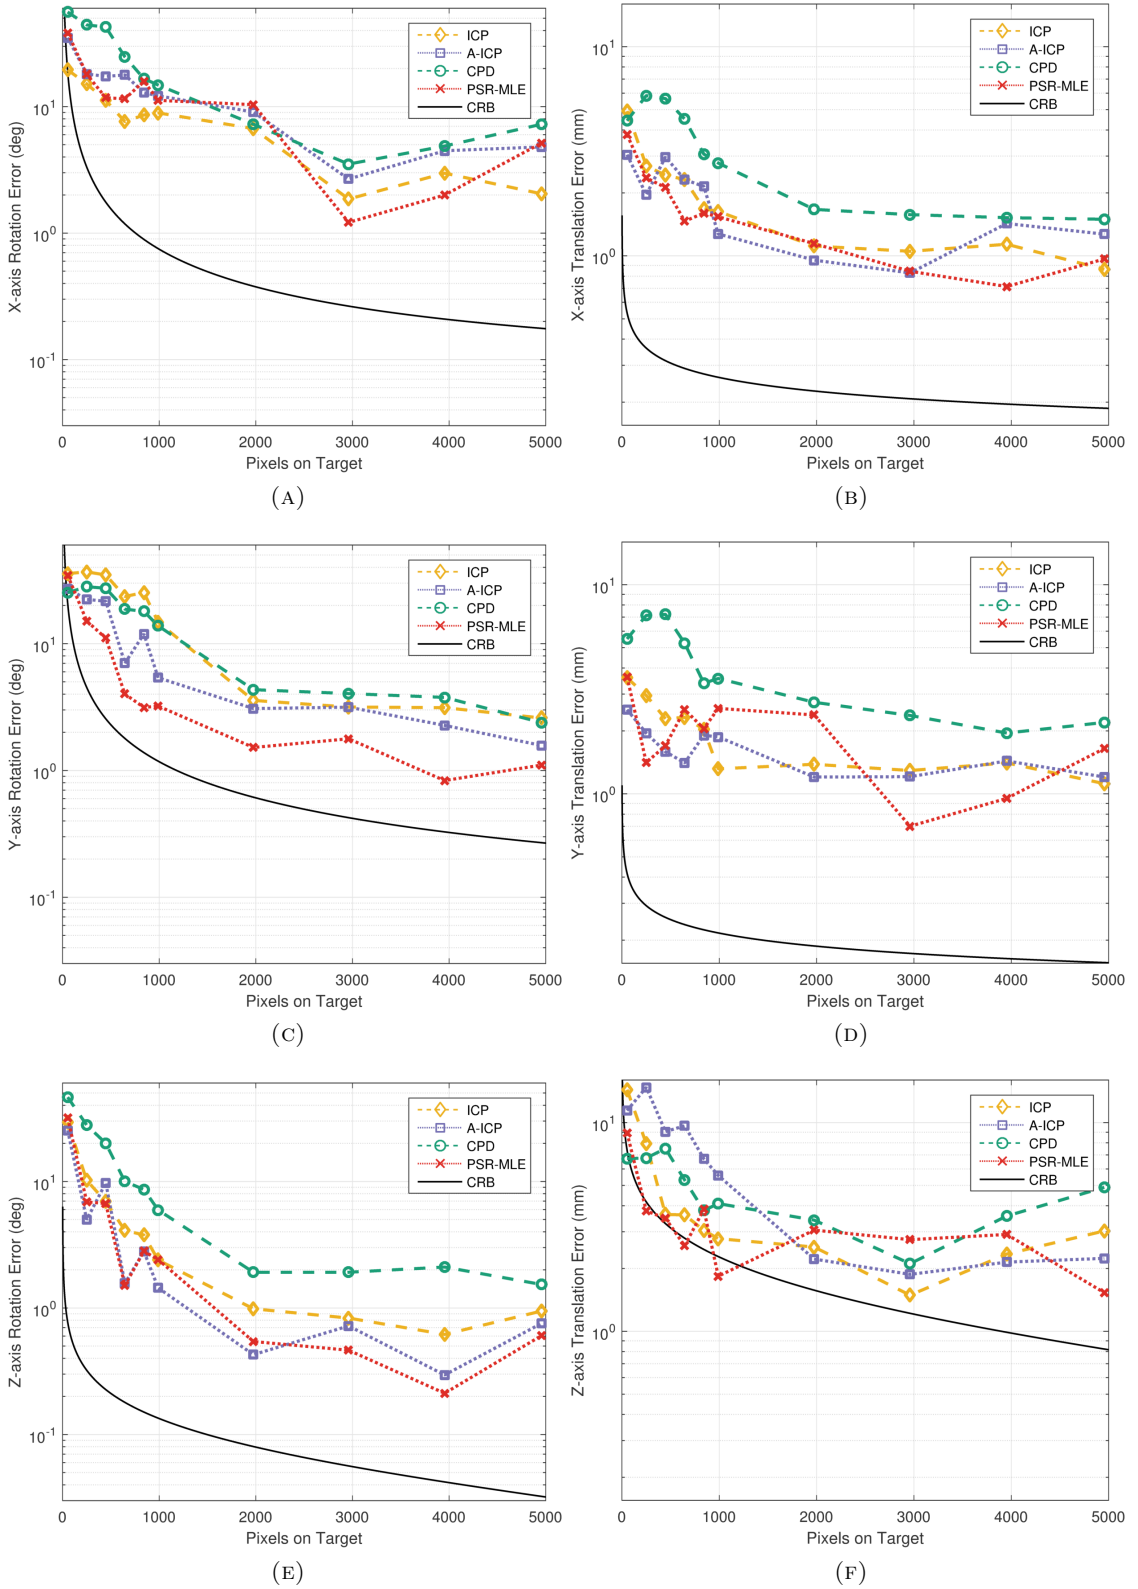 10^1
10^0
10^-1
X-axis Rotation Error (deg)
ICP
A-ICP
CPD
PSR-MLE
CRB
0 1000 2000 3000 4000 5000
Pixels on Target
(A)
10^1
10^0
X-axis Translation Error (mm)
ICP
A-ICP
CPD
PSR-MLE
CRB
0 1000 2000 3000 4000 5000
Pixels on Target
(B)
10^1
10^0
10^-1
Y-axis Rotation Error (deg)
ICP
A-ICP
CPD
PSR-MLE
CRB
0 1000 2000 3000 4000 5000
Pixels on Target
(C)
10^1
10^0
Y-axis Translation Error (mm)
ICP
A-ICP
CPD
PSR-MLE
CRB
0 1000 2000 3000 4000 5000
Pixels on Target
(D)
10^1
10^0
10^-1
Z-axis Rotation Error (deg)
ICP
A-ICP
CPD
PSR-MLE
CRB
0 1000 2000 3000 4000 5000
Pixels on Target
(E)
10^1
10^0
Z-axis Translation Error (mm)
ICP
A-ICP
CPD
PSR-MLE
CRB
0 1000 2000 3000 4000 5000
Pixels on Target
(F)